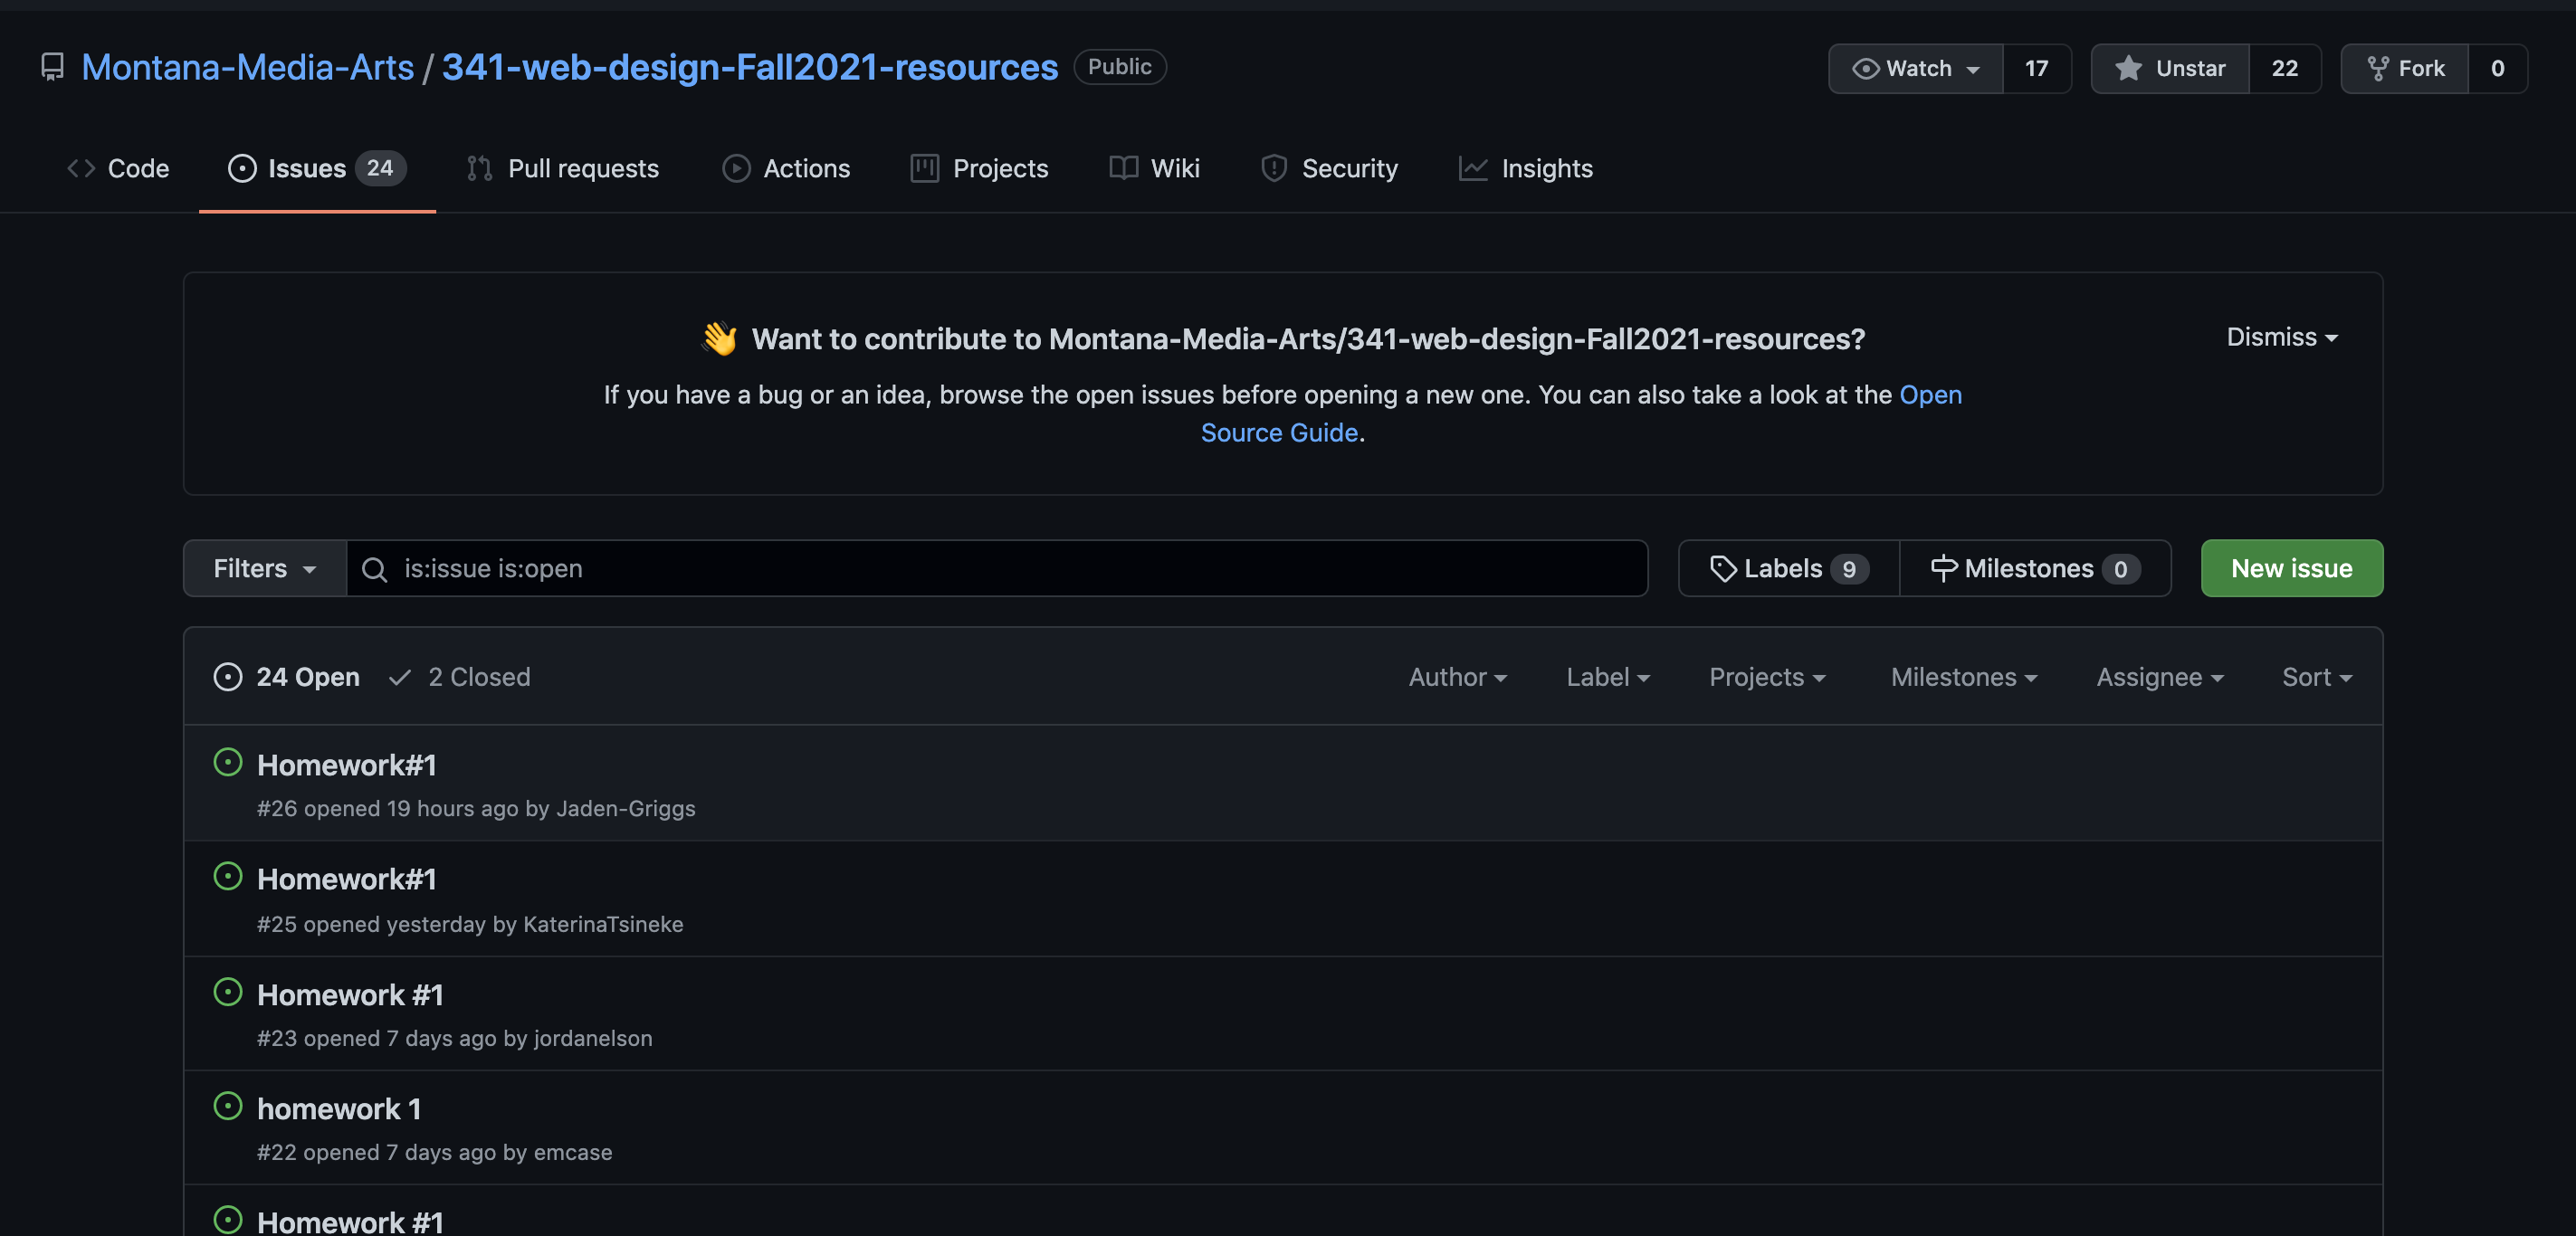 Montana-Media-Arts / 341-web-design-Fall2021-resources Public Watch 17 Unstar 22 Fork 0
Code Issues 24 Pull requests Actions Projects Wiki Security Insights
👋 Want to contribute to Montana-Media-Arts/341-web-design-Fall2021-resources? Dismiss
If you have a bug or an idea, browse the open issues before opening a new one. You can also take a look at the Open
Source Guide.
Filters is:issue is:open Labels 9 Milestones 0 New issue
24 Open 2 Closed Author Label Projects Milestones Assignee Sort
Homework#1
#26 opened 19 hours ago by Jaden-Griggs
Homework#1
#25 opened yesterday by KaterinaTsineke
Homework #1
#23 opened 7 days ago by jordanelson
homework 1
#22 opened 7 days ago by emcase
Homework #1